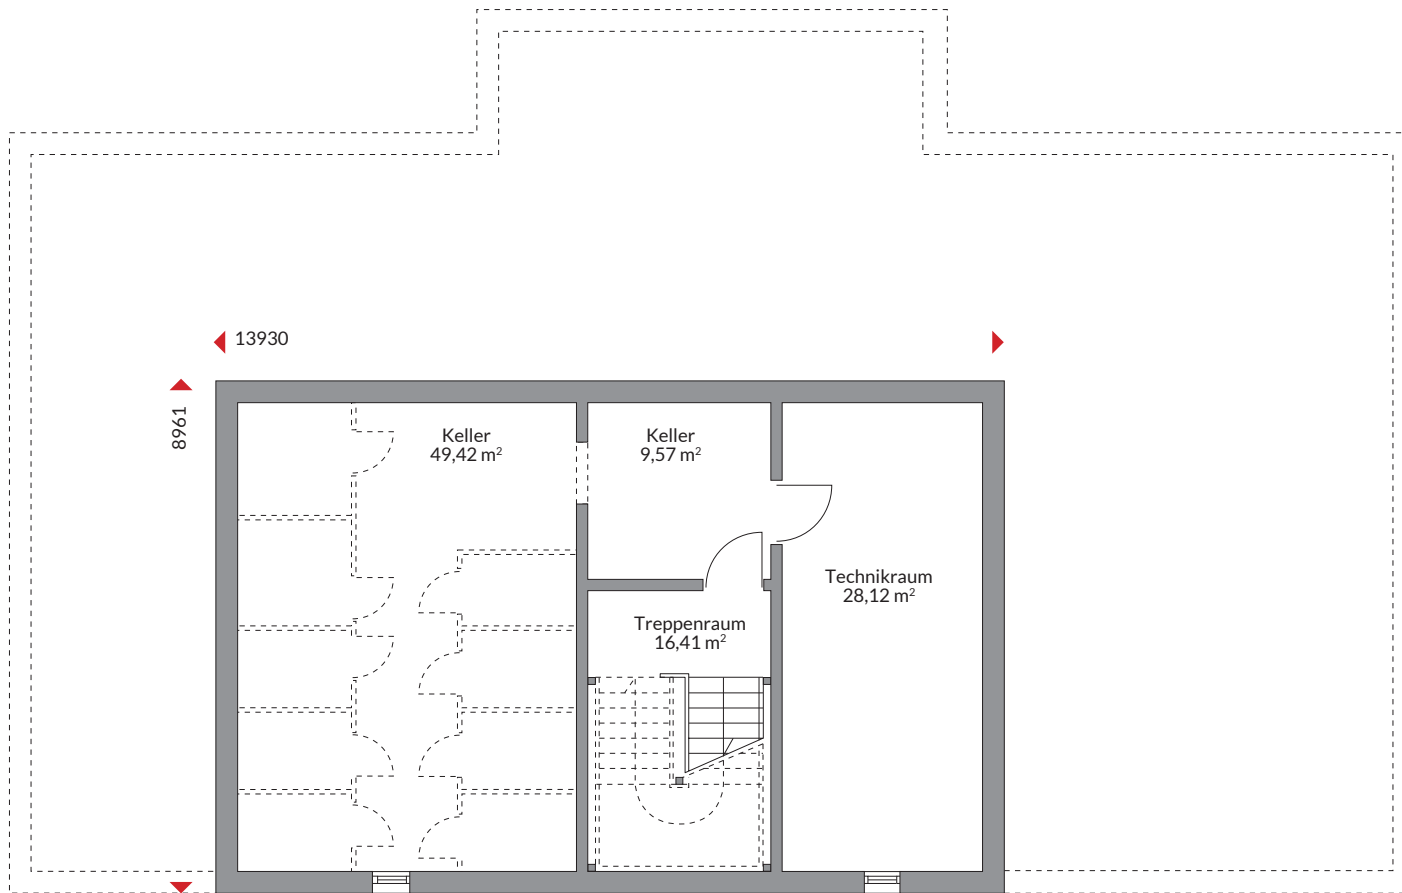 13930
8961
Keller
49,42 m²
Keller
9,57 m²
Technikraum
28,12 m²
Treppenraum
16,41 m²